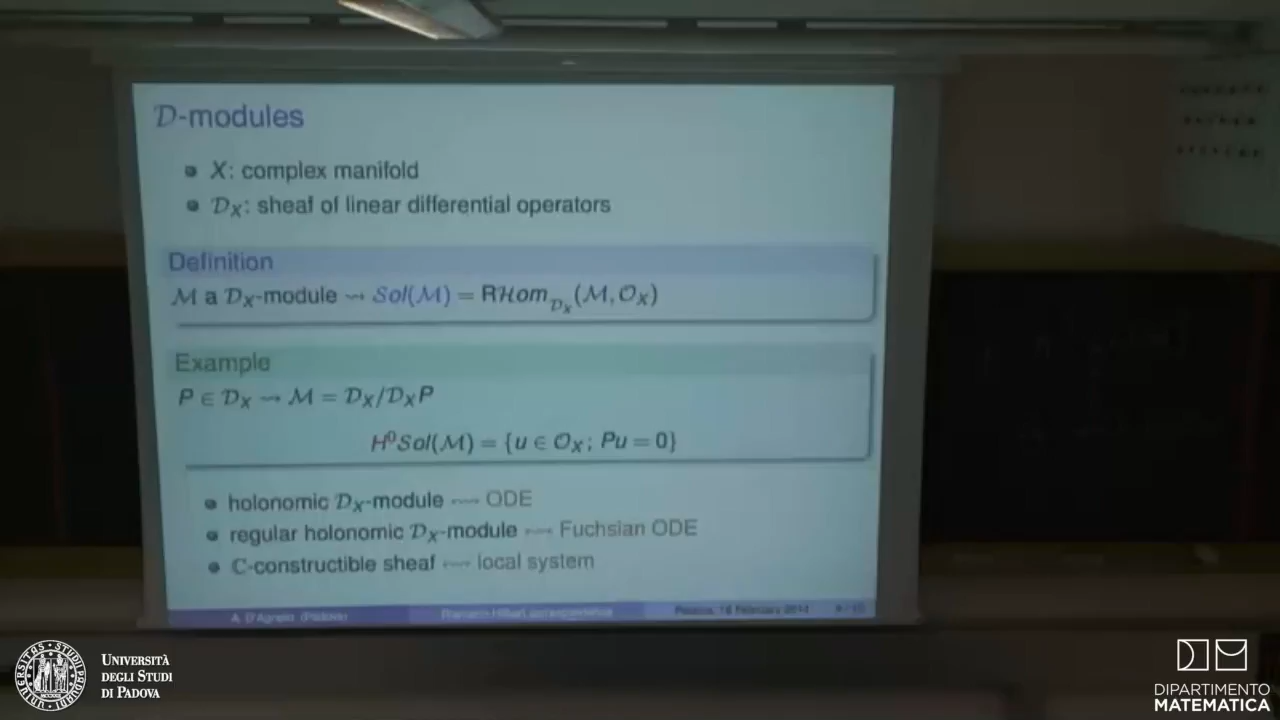 D-modules
X: complex manifold
D_X: sheaf of linear differential operators
Definition
M a D_X-module ⇝ Sol(M) = RHom_{D_X}(M, O_X)
Example
P ∈ D_X ⇝ M = D_X/D_X P
H⁰Sol(M) = {u ∈ O_X; Pu = 0}
holonomic D_X-module ↭ ODE
regular holonomic D_X-module ↭ Fuchsian ODE
C-constructible sheaf ↭ local system
A. D'Agnolo (Padova) Riemann-Hilbert correspondence Padova, 18 February 2014
UNIVERSITÀ
DEGLI STUDI
DI PADOVA
DIPARTIMENTO
MATEMATICA